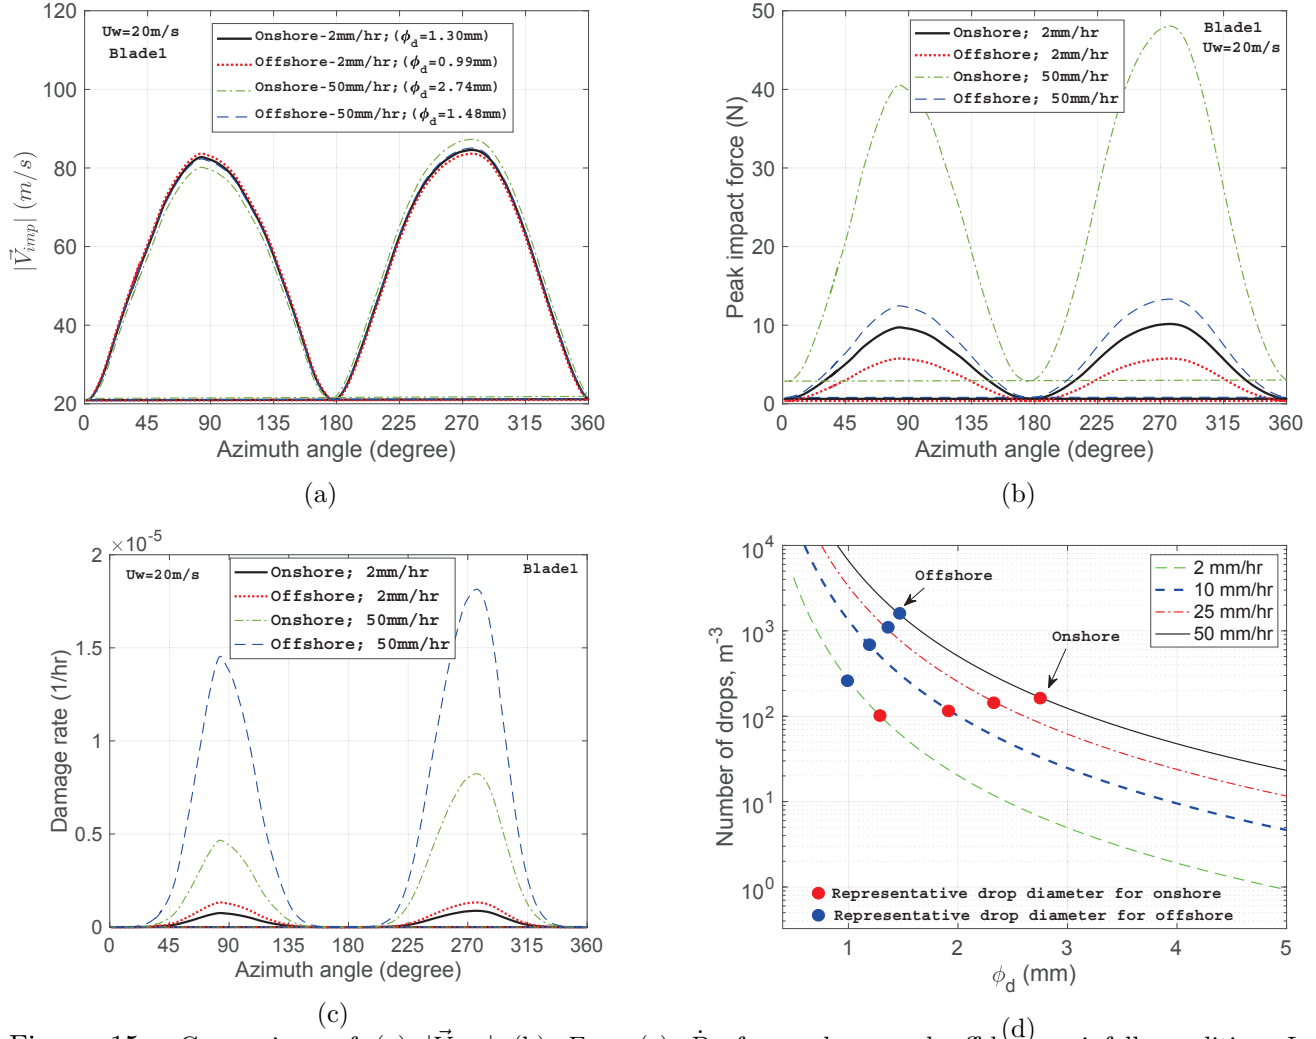 120
100
80
60
40
20
|V⃗imp| (m/s)
Uw=20m/s
Blade1
Onshore-2mm/hr;(ϕd=1.30mm)
Offshore-2mm/hr;(ϕd=0.99mm)
Onshore-50mm/hr;(ϕd=2.74mm)
Offshore-50mm/hr;(ϕd=1.48mm)
0 45 90 135 180 225 270 315 360
Azimuth angle (degree)
(a)
50
40
30
20
10
0
Peak impact force (N)
Onshore; 2mm/hr
Offshore; 2mm/hr
Onshore; 50mm/hr
Offshore; 50mm/hr
Blade1
Uw=20m/s
0 45 90 135 180 225 270 315 360
Azimuth angle (degree)
(b)
×10⁻⁵
2
1.5
1
0.5
0
Damage rate (1/hr)
Uw=20m/s
Onshore; 2mm/hr
Offshore; 2mm/hr
Onshore; 50mm/hr
Offshore; 50mm/hr
Blade1
0 45 90 135 180 225 270 315 360
Azimuth angle (degree)
(c)
10⁴
10³
10²
10¹
10⁰
Number of drops, m⁻³
Offshore
Onshore
2 mm/hr
10 mm/hr
25 mm/hr
50 mm/hr
Representative drop diameter for onshore
Representative drop diameter for offshore
1 2 3 4 5
ϕd (mm)
(d)